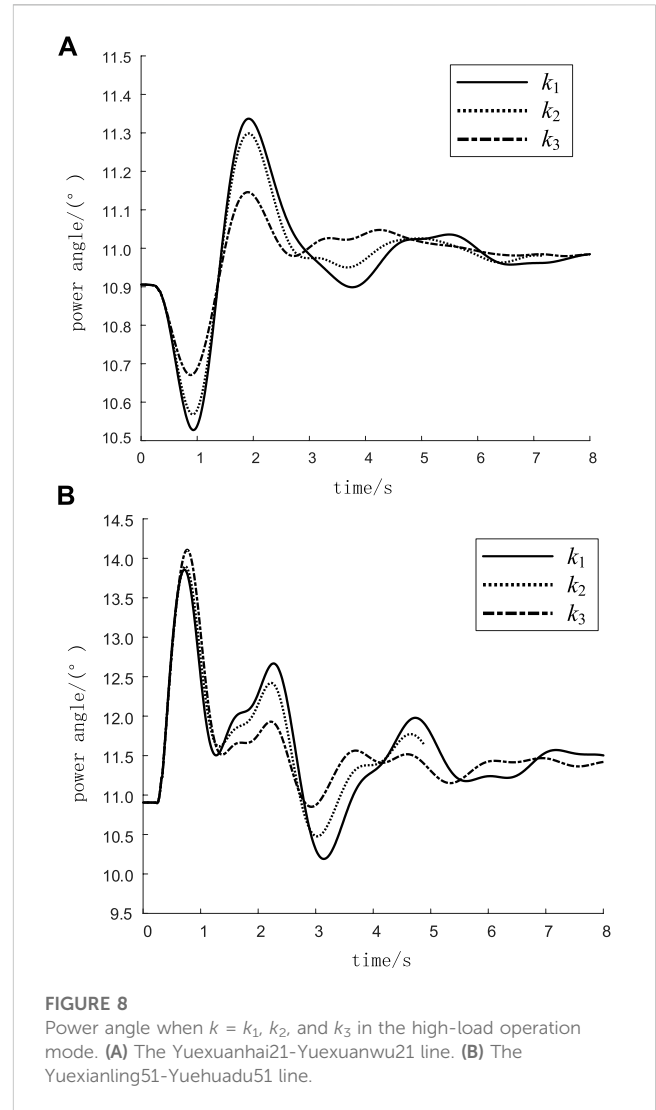 A
11.5
11.4
11.3
11.2
11.1
11.0
10.9
10.8
10.7
10.6
10.5
power angle/(°)
0 1 2 3 4 5 6 7 8
time/s
k1
k2
k3
B
14.5
14.0
13.5
13.0
12.5
12.0
11.5
11.0
10.5
10.0
9.5
power angle/(°)
0 1 2 3 4 5 6 7 8
time/s
k1
k2
k3
FIGURE 8
Power angle when k = k1, k2, and k3 in the high-load operation
mode. (A) The Yuexuanhai21-Yuexuanwu21 line. (B) The
Yuexianling51-Yuehuadu51 line.